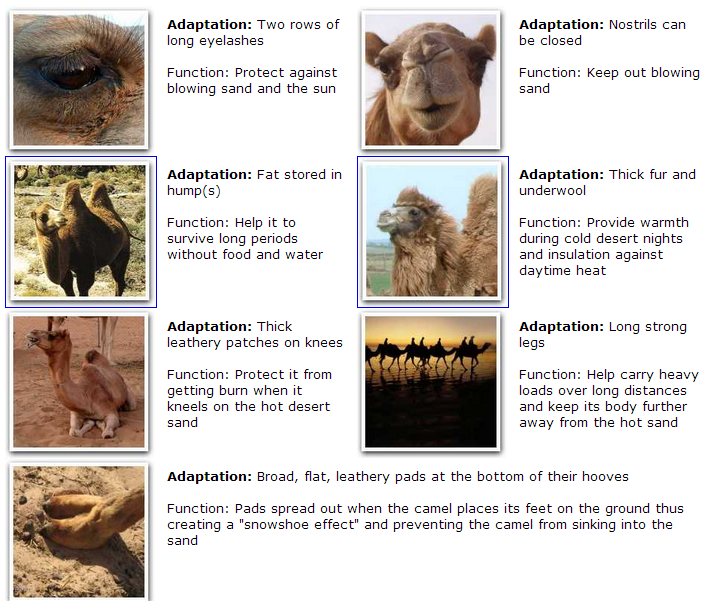 Adaptation: Two rows of
long eyelashes
Function: Protect against
blowing sand and the sun
Adaptation: Nostrils can
be closed
Function: Keep out blowing
sand
Adaptation: Fat stored in
hump(s)
Function: Help it to
survive long periods
without food and water
Adaptation: Thick fur and
underwool
Function: Provide warmth
during cold desert nights
and insulation against
daytime heat
Adaptation: Thick
leathery patches on knees
Function: Protect it from
getting burn when it
kneels on the hot desert
sand
Adaptation: Long strong
legs
Function: Help carry heavy
loads over long distances
and keep its body further
away from the hot sand
Adaptation: Broad, flat, leathery pads at the bottom of their hooves
Function: Pads spread out when the camel places its feet on the ground thus
creating a "snowshoe effect" and preventing the camel from sinking into the
sand